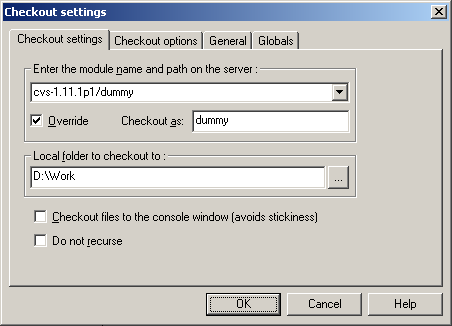 Checkout settings
Checkout settings Checkout options General Globals
Enter the module name and path on the server :
cvs-1.11.1p1/dummy
Override Checkout as: dummy
Local folder to checkout to :
D:\Work ...
Checkout files to the console window (avoids stickiness)
Do not recurse
OK Cancel Help